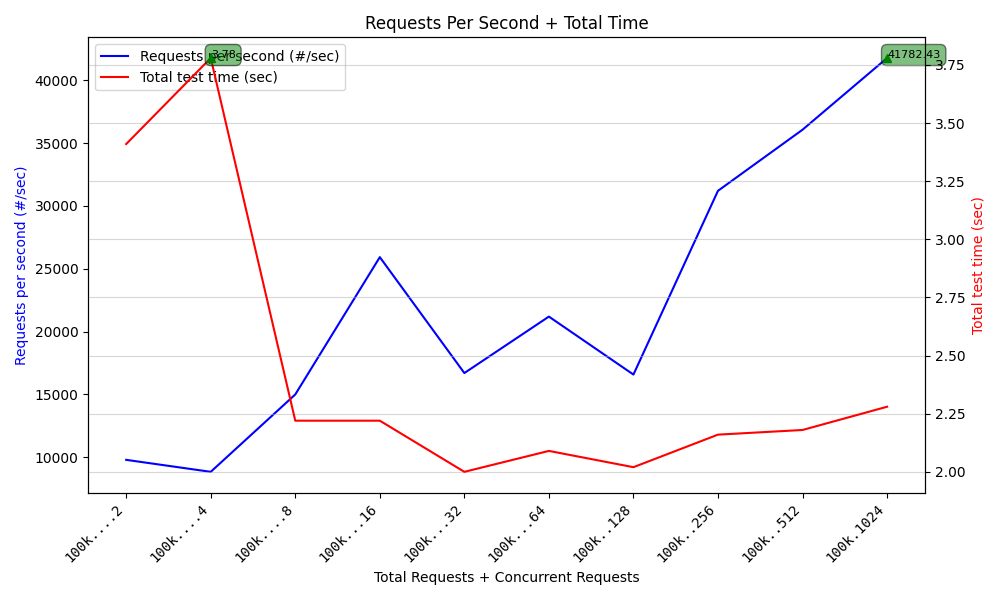 Requests Per Second + Total Time
Requests per second (#/sec)
Total test time (sec)
3.78
41782.43
Requests per second (#/sec)
40000
35000
30000
25000
20000
15000
10000
3.75
3.50
3.25
3.00
2.75
2.50
2.25
2.00
Total test time (sec)
100k....2
100k....4
100k....8
100k...16
100k...32
100k...64
100k..128
100k..256
100k..512
100k.1024
Total Requests + Concurrent Requests